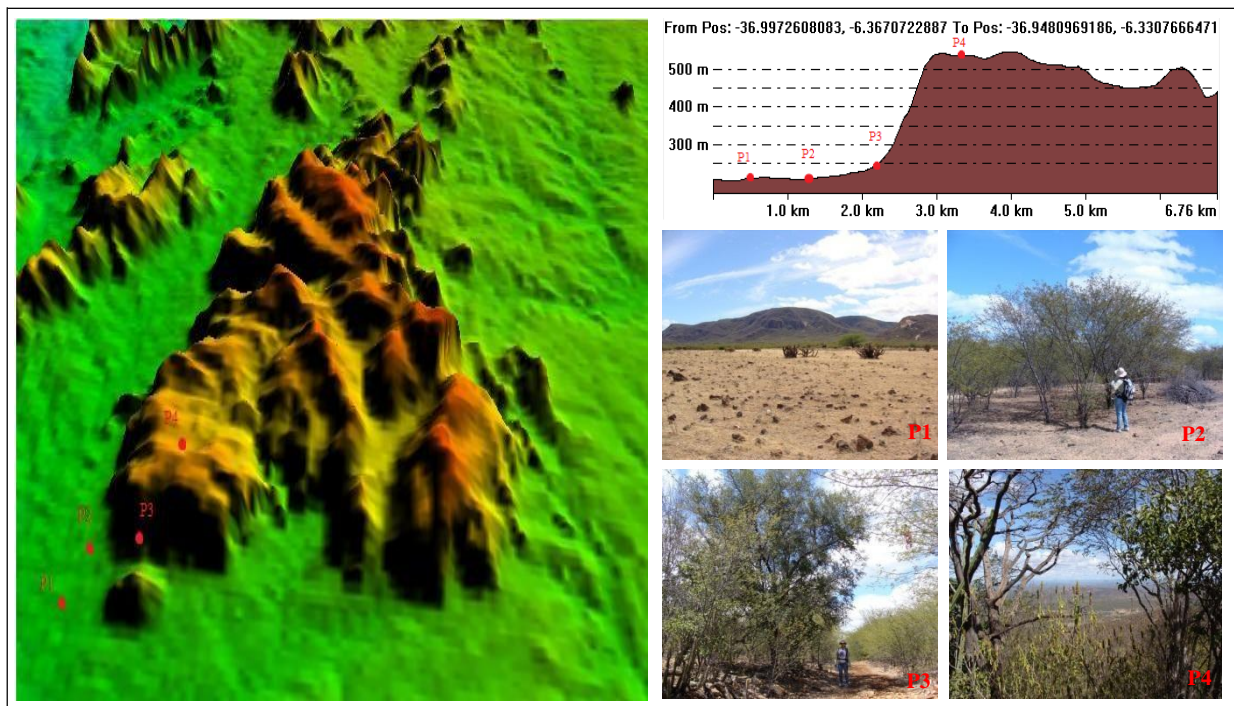 From Pos: -36.9972608083, -6.3670722887 To Pos: -36.9480969186, -6.3307666471
P4
500 m
400 m
P3
300 m
P1
P2
1.0 km
2.0 km
3.0 km
4.0 km
5.0 km
6.76 km
P4
P3
P2
P1
P1
P2
P3
P4